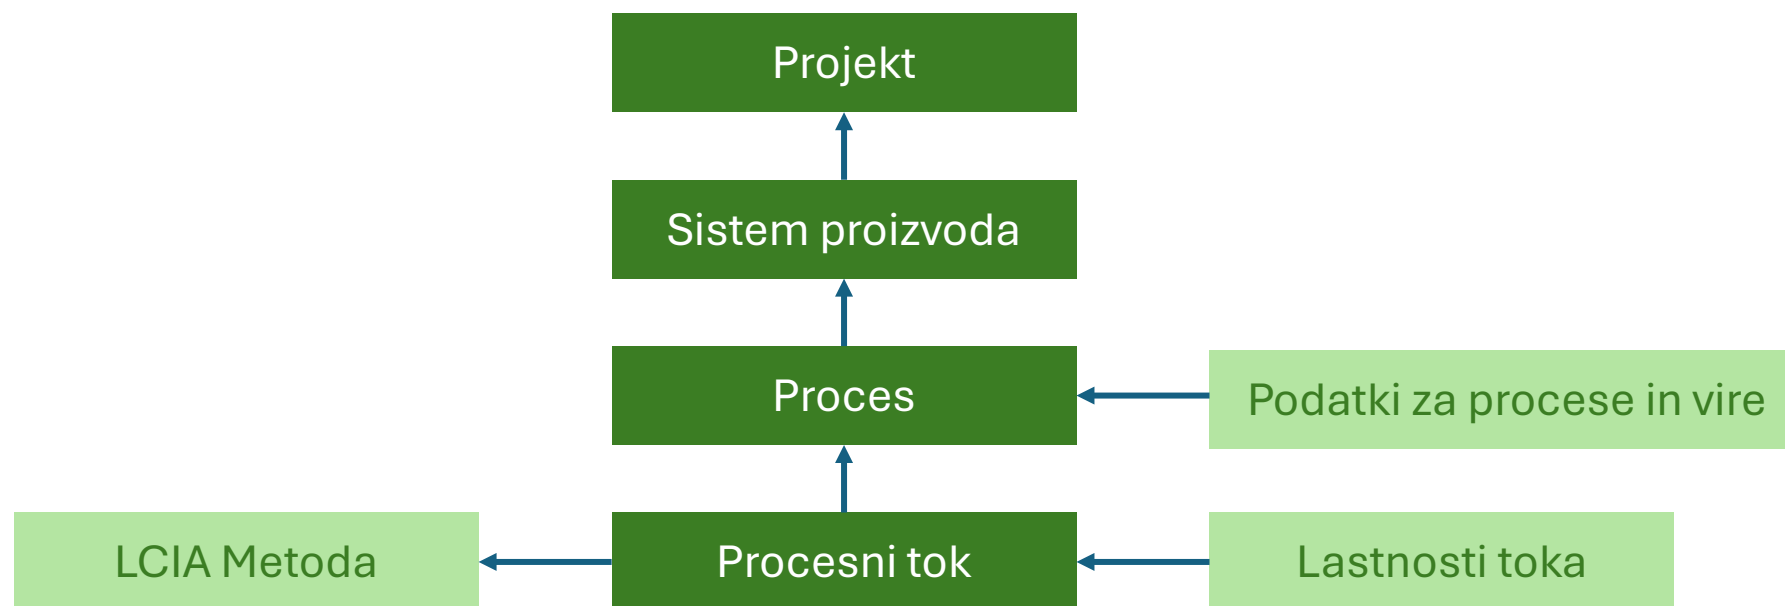 Projekt
Sistem proizvoda
Proces
Podatki za procese in vire
LCIA Metoda
Procesni tok
Lastnosti toka